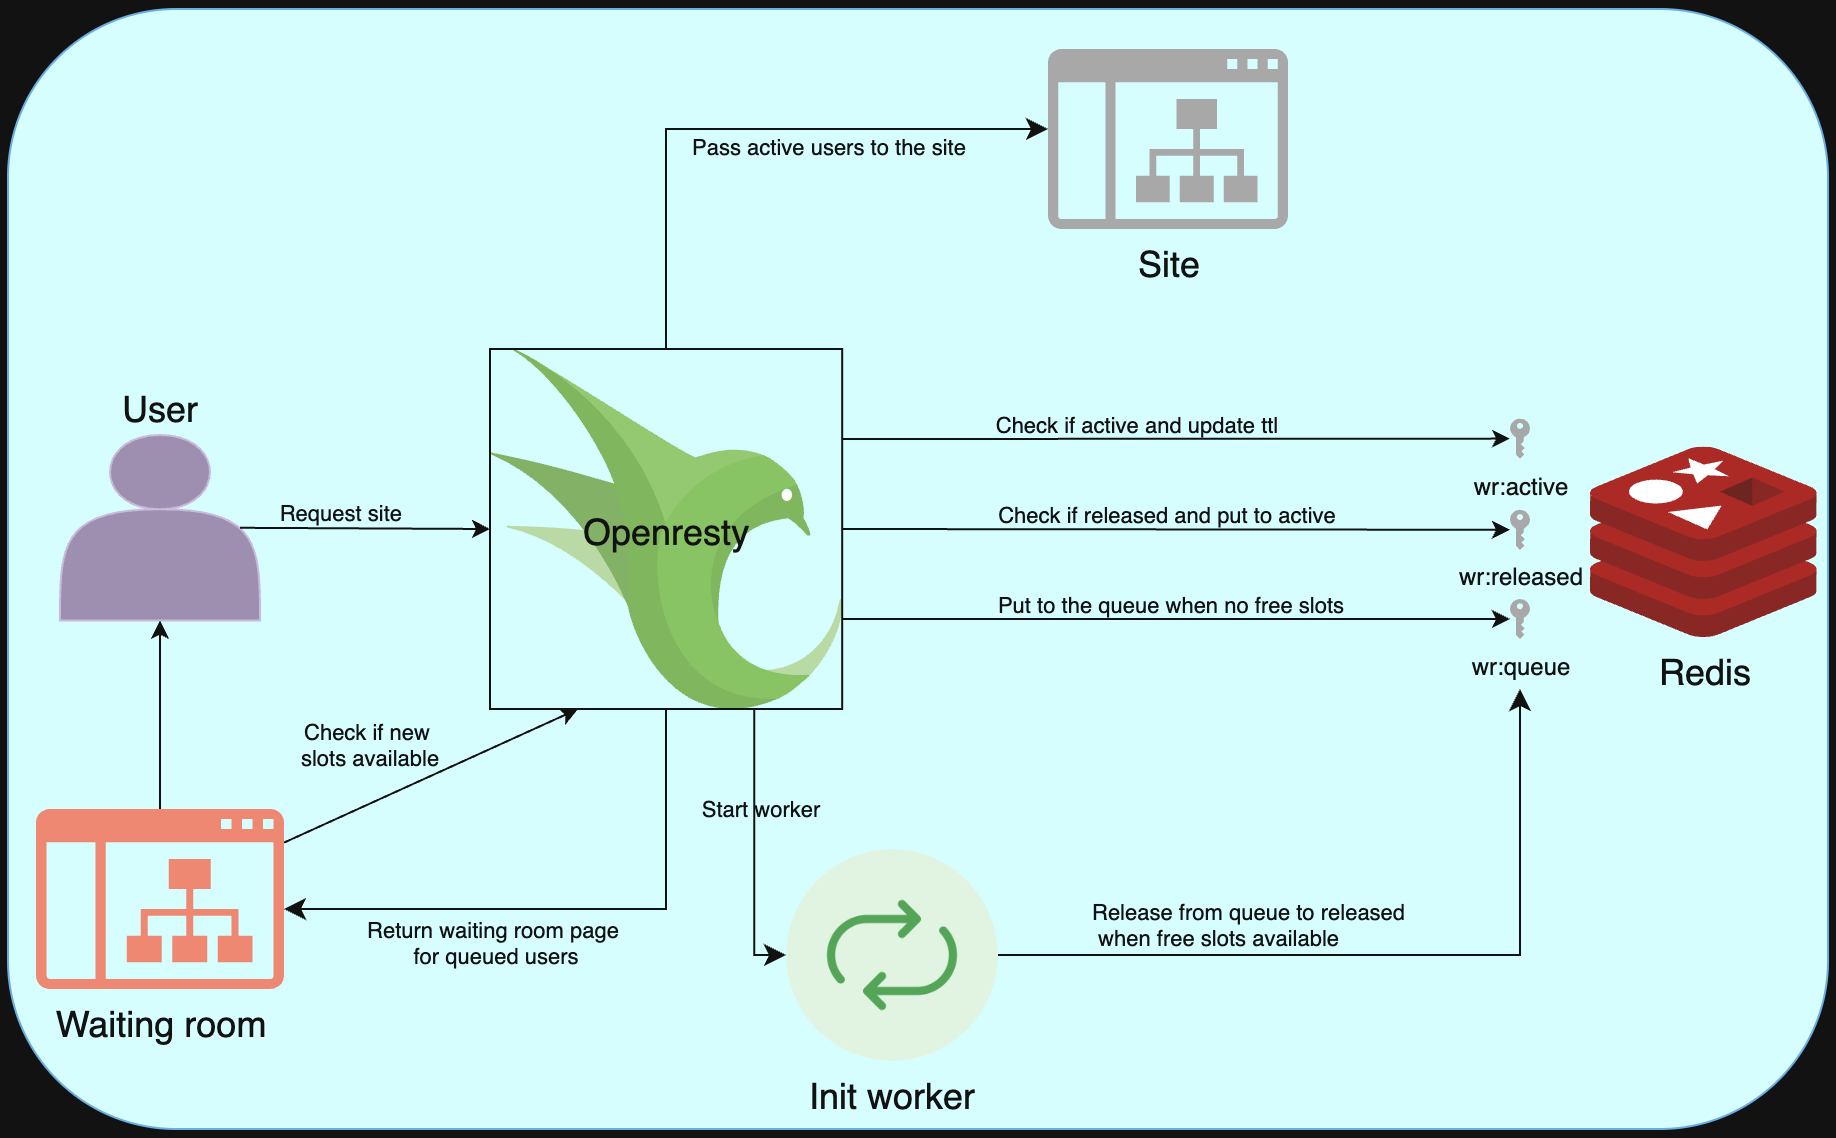 Pass active users to the site
Site
User
Request site
Openresty
Check if active and update ttl
wr:active
Check if released and put to active
wr:released
Put to the queue when no free slots
wr:queue
Redis
Check if new
slots available
Start worker
Return waiting room page
for queued users
Release from queue to released
when free slots available
Waiting room
Init worker